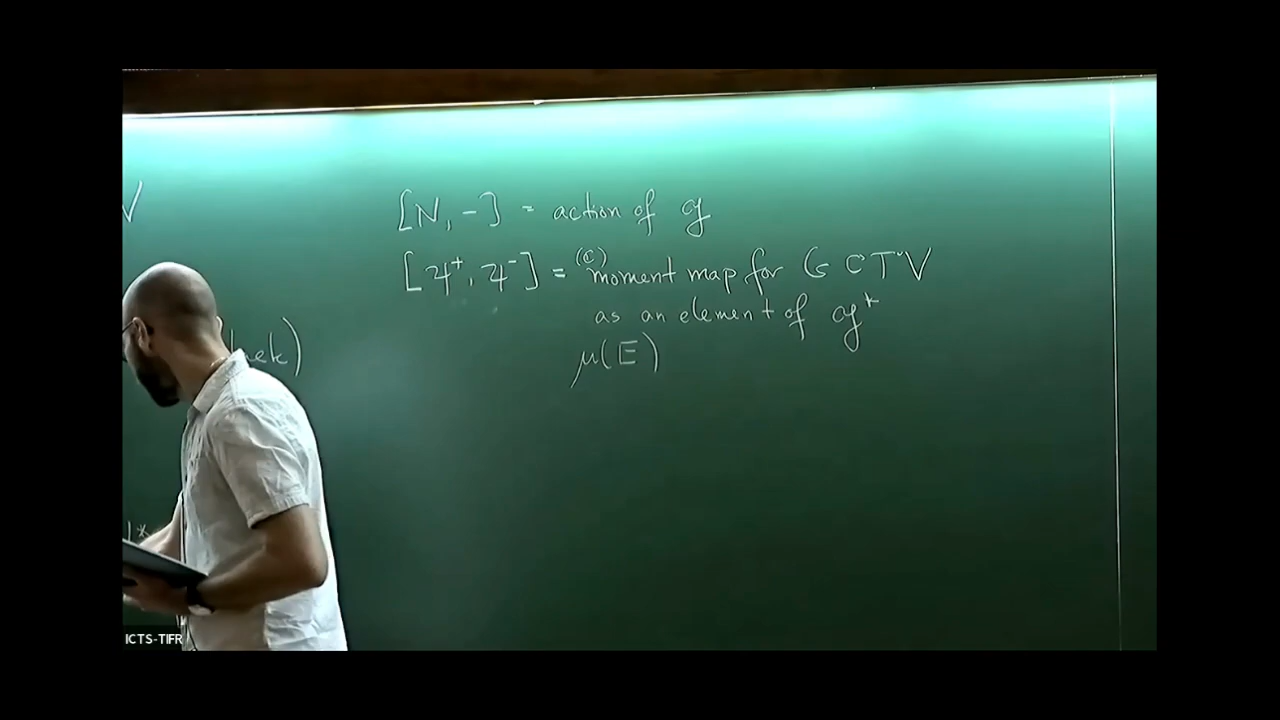 V
[N, -] = action of 𝔤
[ψ⁺, ψ⁻] = (ℂ) moment map for G ⊂ T*V
as an element of 𝔤*
μ(E)
*
ICTS-TIFR